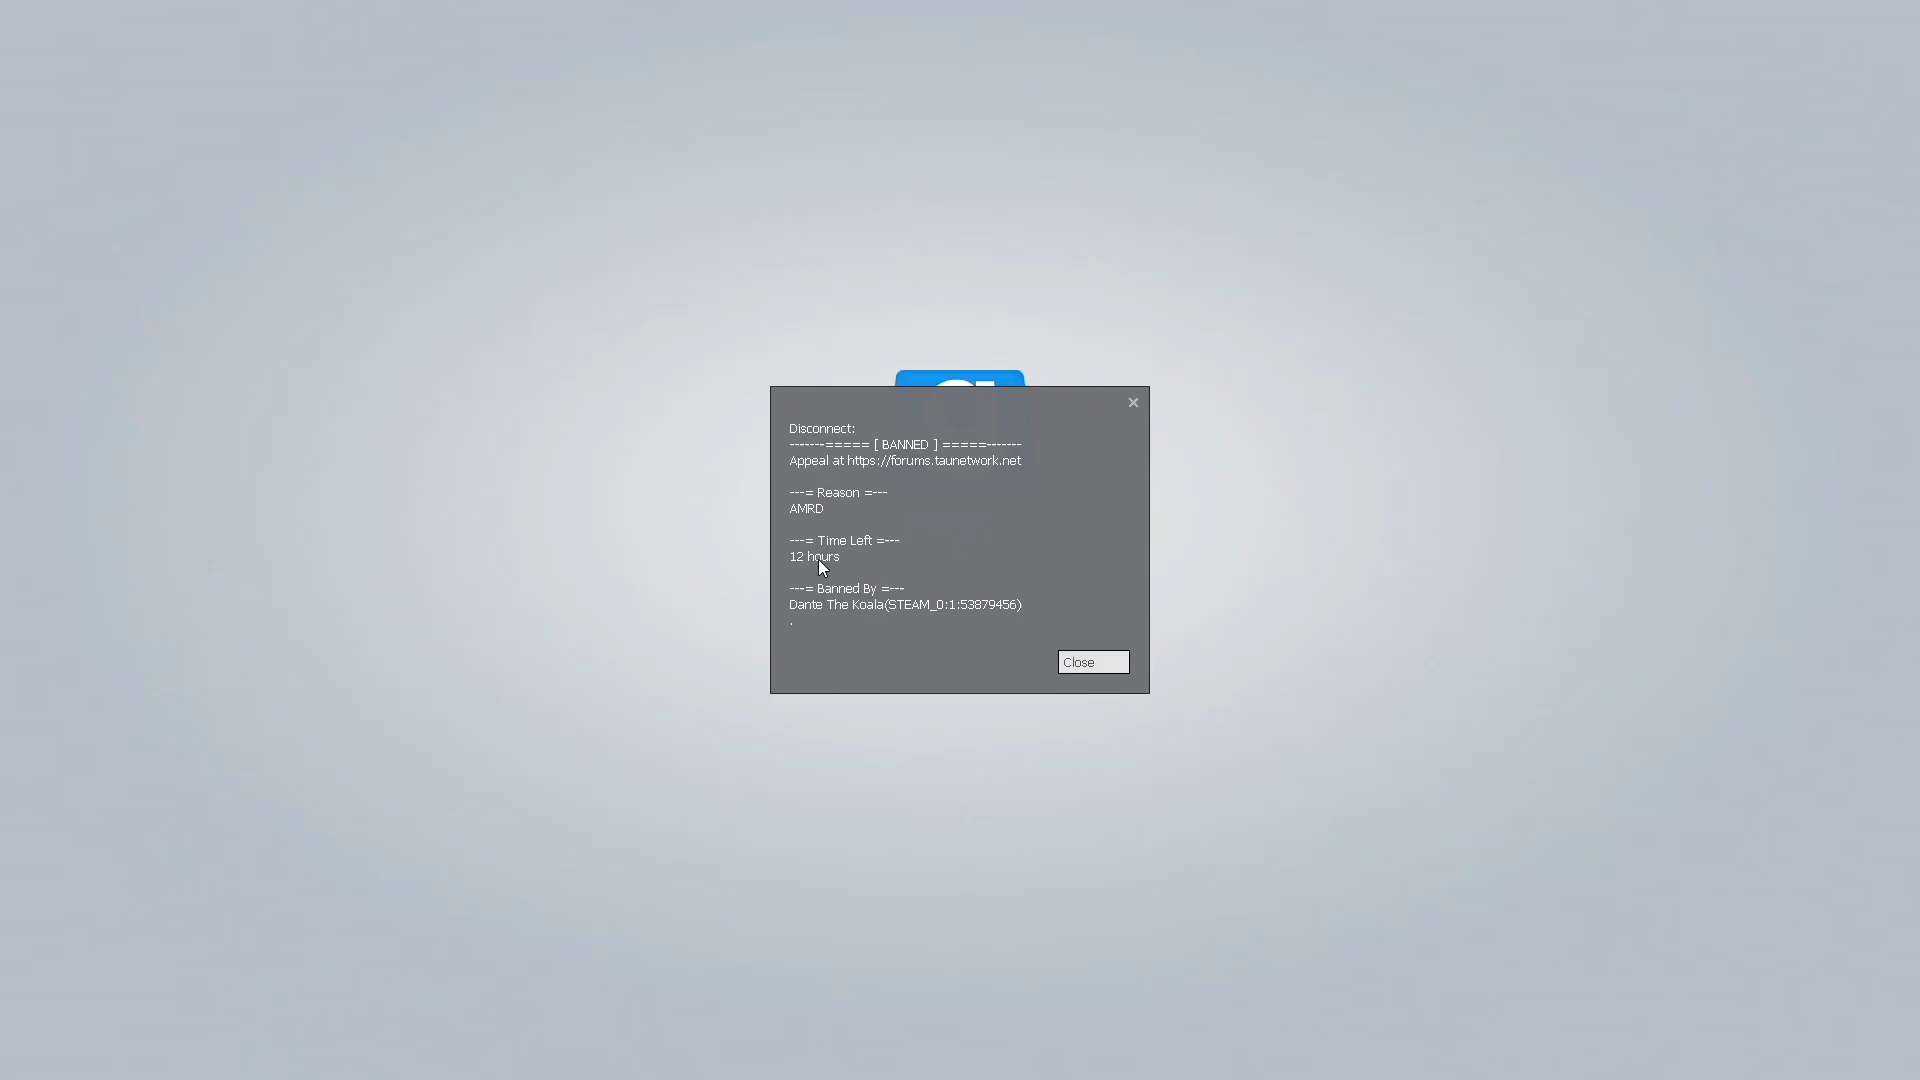 Disconnect:
-------===== [ BANNED ] =====-------
Appeal at https://forums.taunetwork.net
---= Reason =---
AMRD
---= Time Left =---
12 hours
---= Banned By =---
Dante The Koala(STEAM_0:1:53879456)
.
Close